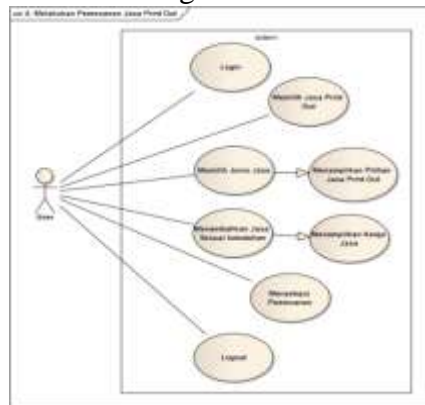 uc 4. Melakukan Pemesanan Jasa Print Out
sistem
Login
Memilih Jasa Print
Out
Memilih Jenis Jasa
Menampilkan Pilihan
Jasa Print Out
Menambahkan Jasa
Sesuai kebutuhan
Menampilkan Harga
Jasa
Pemesanan
Logout